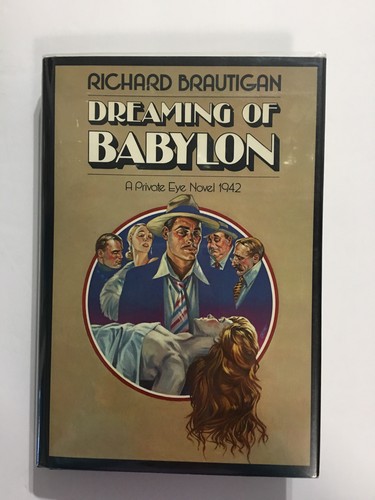 RICHARD BRAUTIGAN
DREAMING OF
BABYLON
A Private Eye Novel 1942